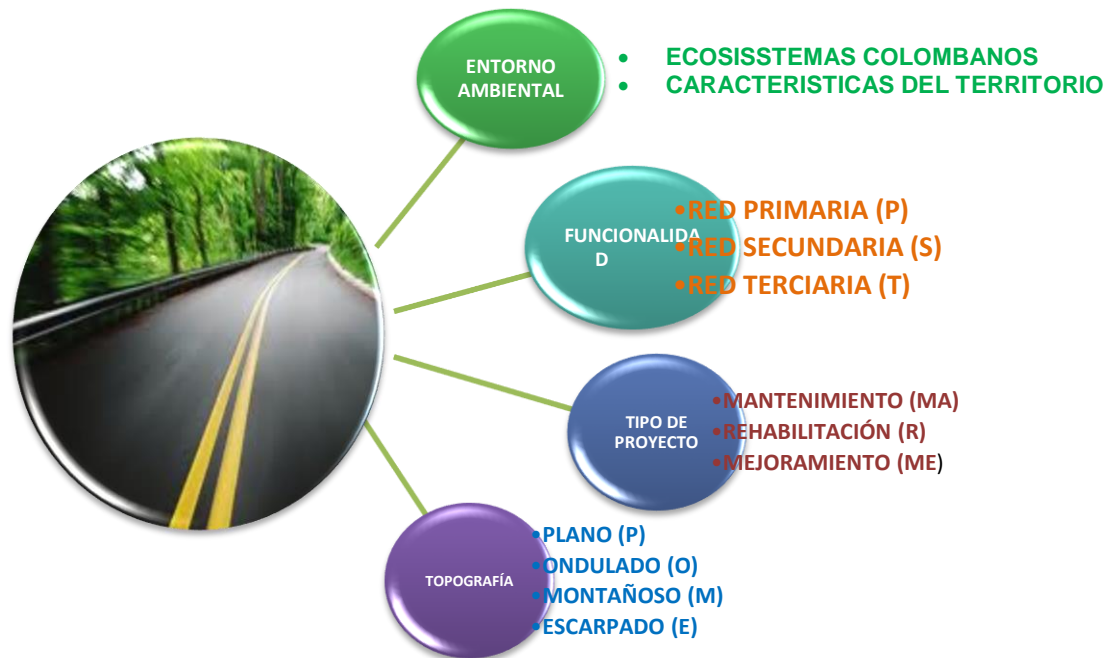 ENTORNO
AMBIENTAL
• ECOSISSTEMAS COLOMBANOS
• CARACTERISTICAS DEL TERRITORIO
FUNCIONALIDA
D
•RED PRIMARIA (P)
•RED SECUNDARIA (S)
•RED TERCIARIA (T)
TIPO DE
PROYECTO
•MANTENIMIENTO (MA)
•REHABILITACIÓN (R)
•MEJORAMIENTO (ME)
TOPOGRAFÍA
•PLANO (P)
•ONDULADO (O)
•MONTAÑOSO (M)
•ESCARPADO (E)